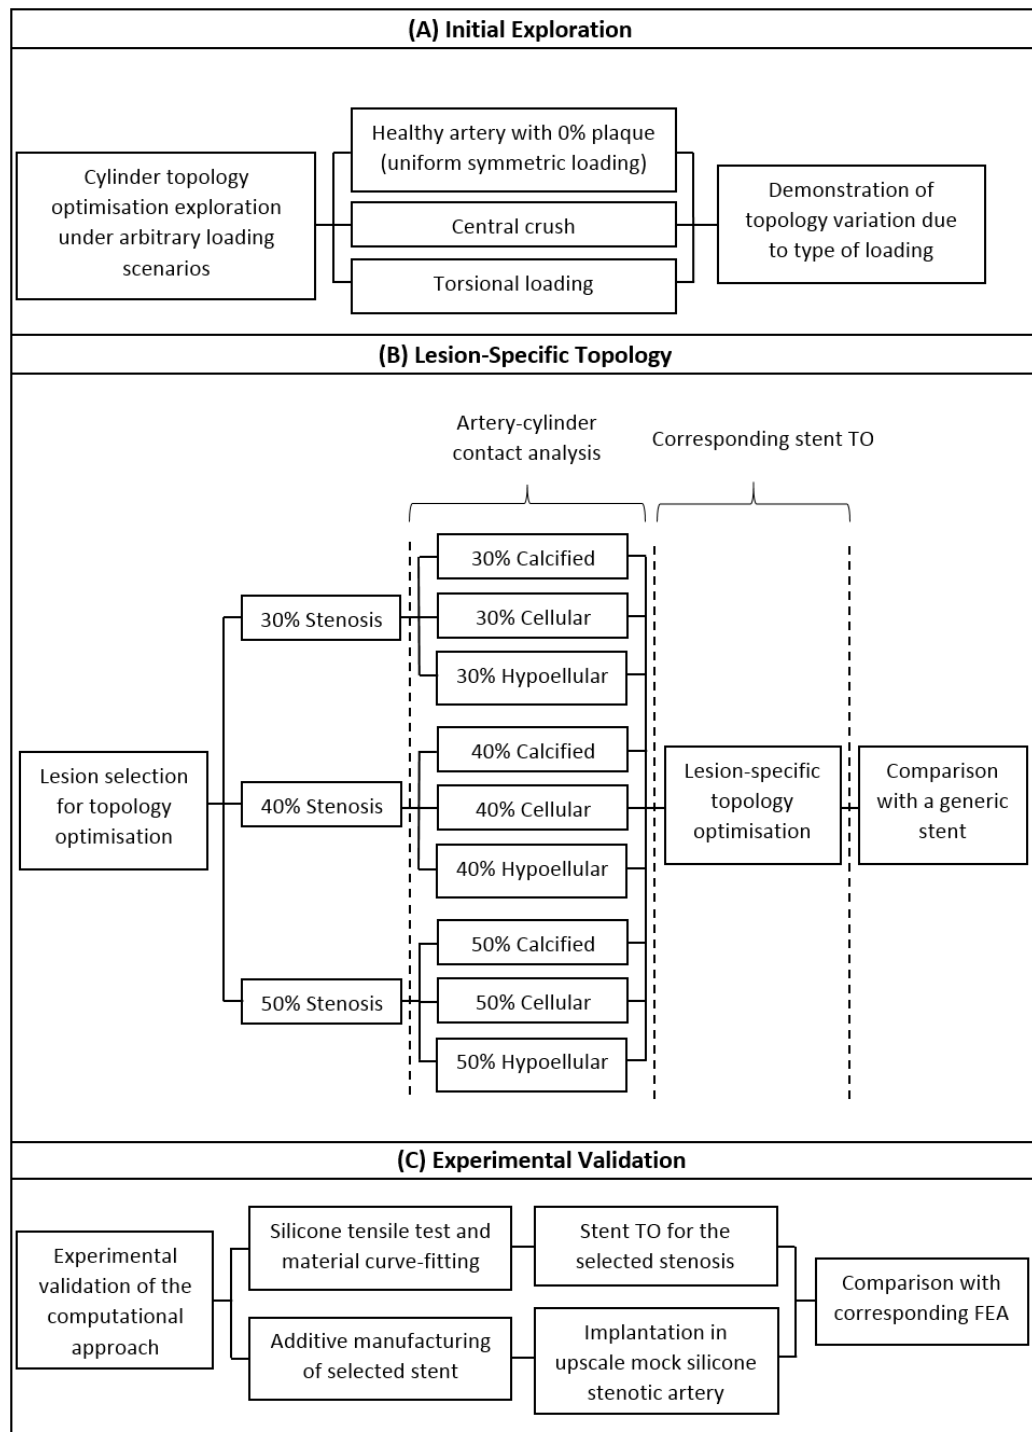 (A) Initial Exploration
Cylinder topology
optimisation exploration
under arbitrary loading
scenarios
Healthy artery with 0% plaque
(uniform symmetric loading)
Central crush
Torsional loading
Demonstration of
topology variation due
to type of loading
(B) Lesion-Specific Topology
Artery-cylinder
contact analysis
Corresponding stent TO
Lesion selection
for topology
optimisation
30% Stenosis
40% Stenosis
50% Stenosis
30% Calcified
30% Cellular
30% Hypoellular
40% Calcified
40% Cellular
40% Hypoellular
50% Calcified
50% Cellular
50% Hypoellular
Lesion-specific
topology
optimisation
Comparison
with a generic
stent
(C) Experimental Validation
Experimental
validation of the
computational
approach
Silicone tensile test and
material curve-fitting
Stent TO for the
selected stenosis
Additive manufacturing
of selected stent
Implantation in
upscale mock silicone
stenotic artery
Comparison with
corresponding FEA